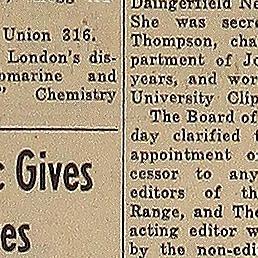 Union 316.
London's dis-
marine and
Chemistry
Gives
es
Dangerfield Ne
She was secre
Thompson, cha
partment of Jo
years, and wor
University Clip
The Board of
day clarified t
appointment o
cessor to any
editors of th
Range, and The
acting editor w
by the non-edi